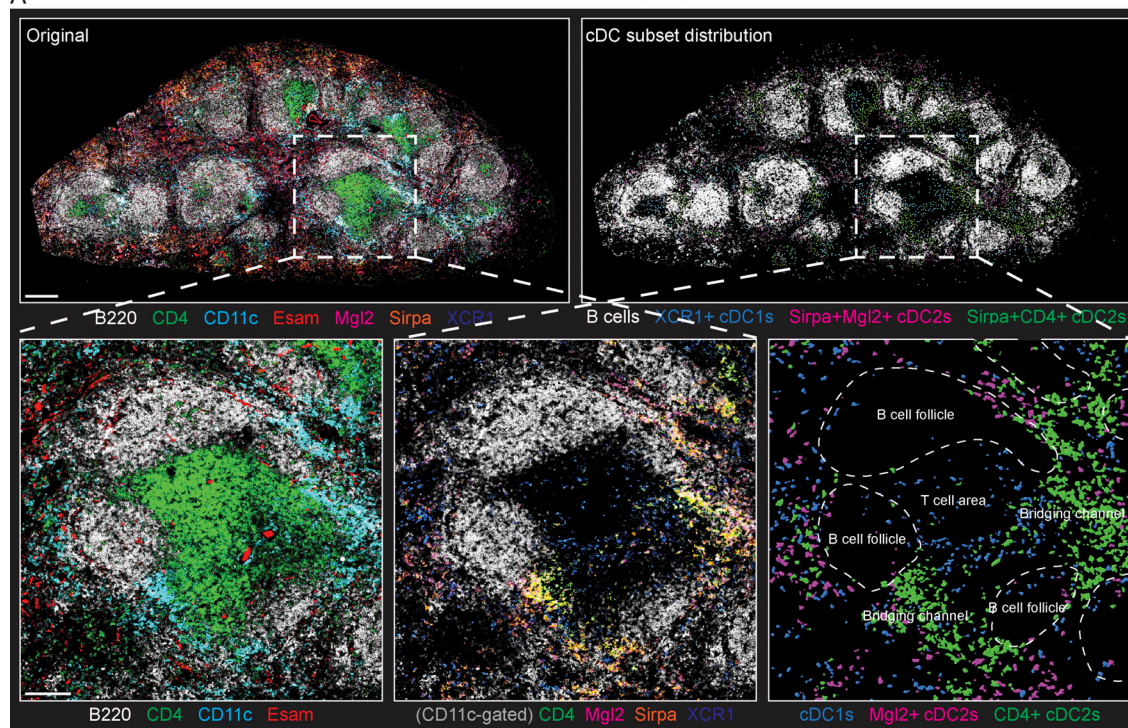 Original
cDC subset distribution
B220 CD4 CD11c Esam Mgl2 Sirpa XCR1
B cells XCR1+ cDC1s Sirpa+Mgl2+ cDC2s Sirpa+CD4+ cDC2s
B cell follicle
T cell area
Bridging channel
B cell follicle
B cell follicle
Bridging channel
B220 CD4 CD11c Esam
(CD11c-gated) CD4 Mgl2 Sirpa XCR1
cDC1s Mgl2+ cDC2s CD4+ cDC2s